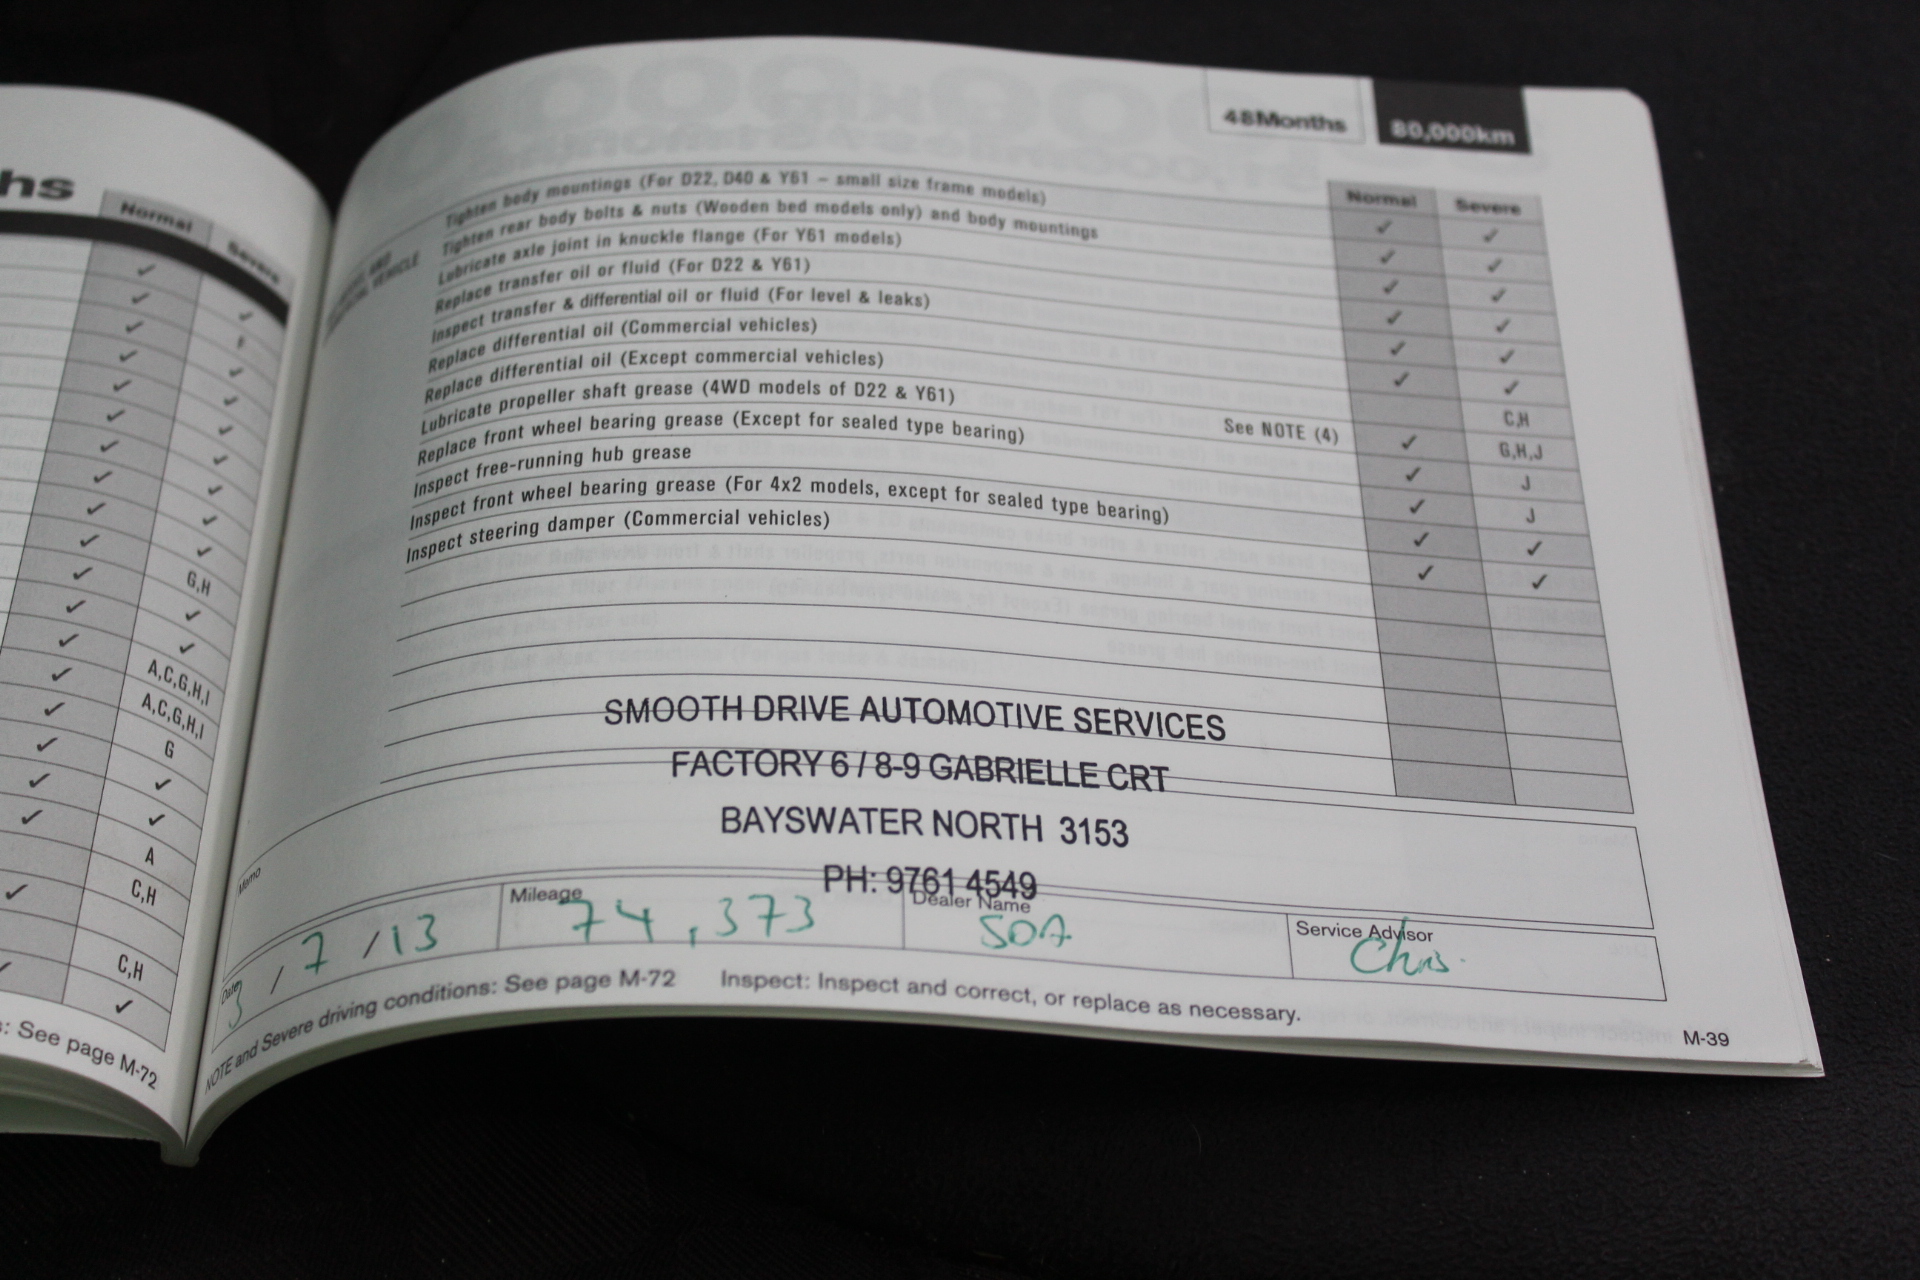 hs
Normal
Severe
✓
✓ ✓
✓ F
✓ ✓
✓ ✓
✓ ✓
✓ ✓
✓ ✓
✓ ✓
✓ ✓
✓ G,H
✓ ✓
✓ ✓
✓ A,C,G,H,I
✓ A,C,G,H,I
✓ G
✓ ✓
✓ ✓
A
✓ C,H
✓ C,H
✓
: See page M-72
48Months 80,000km
Normal Severe
VEHICLE
Tighten body mountings (For D22, D40 & Y61 – small size frame models) ✓ ✓
Tighten rear body bolts & nuts (Wooden bed models only) and body mountings ✓ ✓
Lubricate axle joint in knuckle flange (For Y61 models) ✓ ✓
Replace transfer oil or fluid (For D22 & Y61) ✓ ✓
Inspect transfer & differential oil or fluid (For level & leaks) ✓ ✓
Replace differential oil (Commercial vehicles) ✓ ✓
Replace differential oil (Except commercial vehicles) C,H
Lubricate propeller shaft grease (4WD models of D22 & Y61) See NOTE (4) ✓ G,H,J
Replace front wheel bearing grease (Except for sealed type bearing) ✓ J
Inspect free-running hub grease ✓ J
Inspect front wheel bearing grease (For 4x2 models, except for sealed type bearing) ✓ ✓
Inspect steering damper (Commercial vehicles) ✓ ✓
SMOOTH DRIVE AUTOMOTIVE SERVICES
FACTORY 6 / 8-9 GABRIELLE CRT
BAYSWATER NORTH 3153
PH: 9761 4549
Memo
Date 3 / 7 / 13
Mileage 74,373
Dealer Name SDA
Service Advisor Chris.
NOTE and Severe driving conditions: See page M-72 Inspect: Inspect and correct, or replace as necessary.
M-39